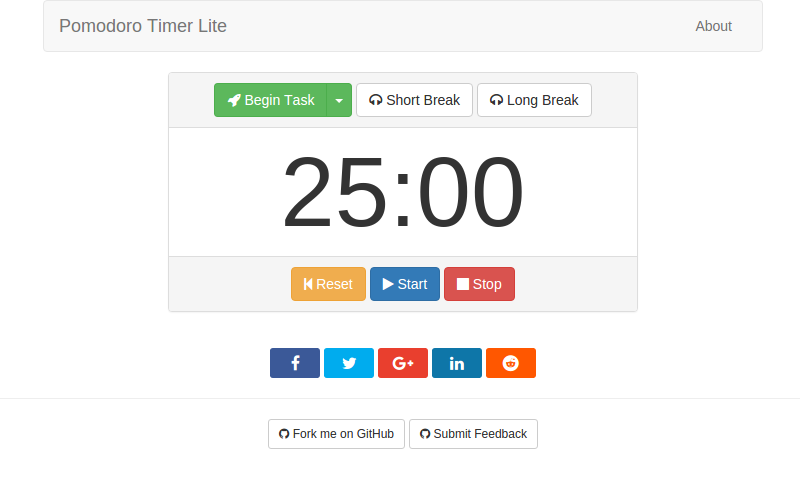 Pomodoro Timer Lite About
Begin Task Short Break Long Break
25:00
Reset Start Stop
Fork me on GitHub Submit Feedback